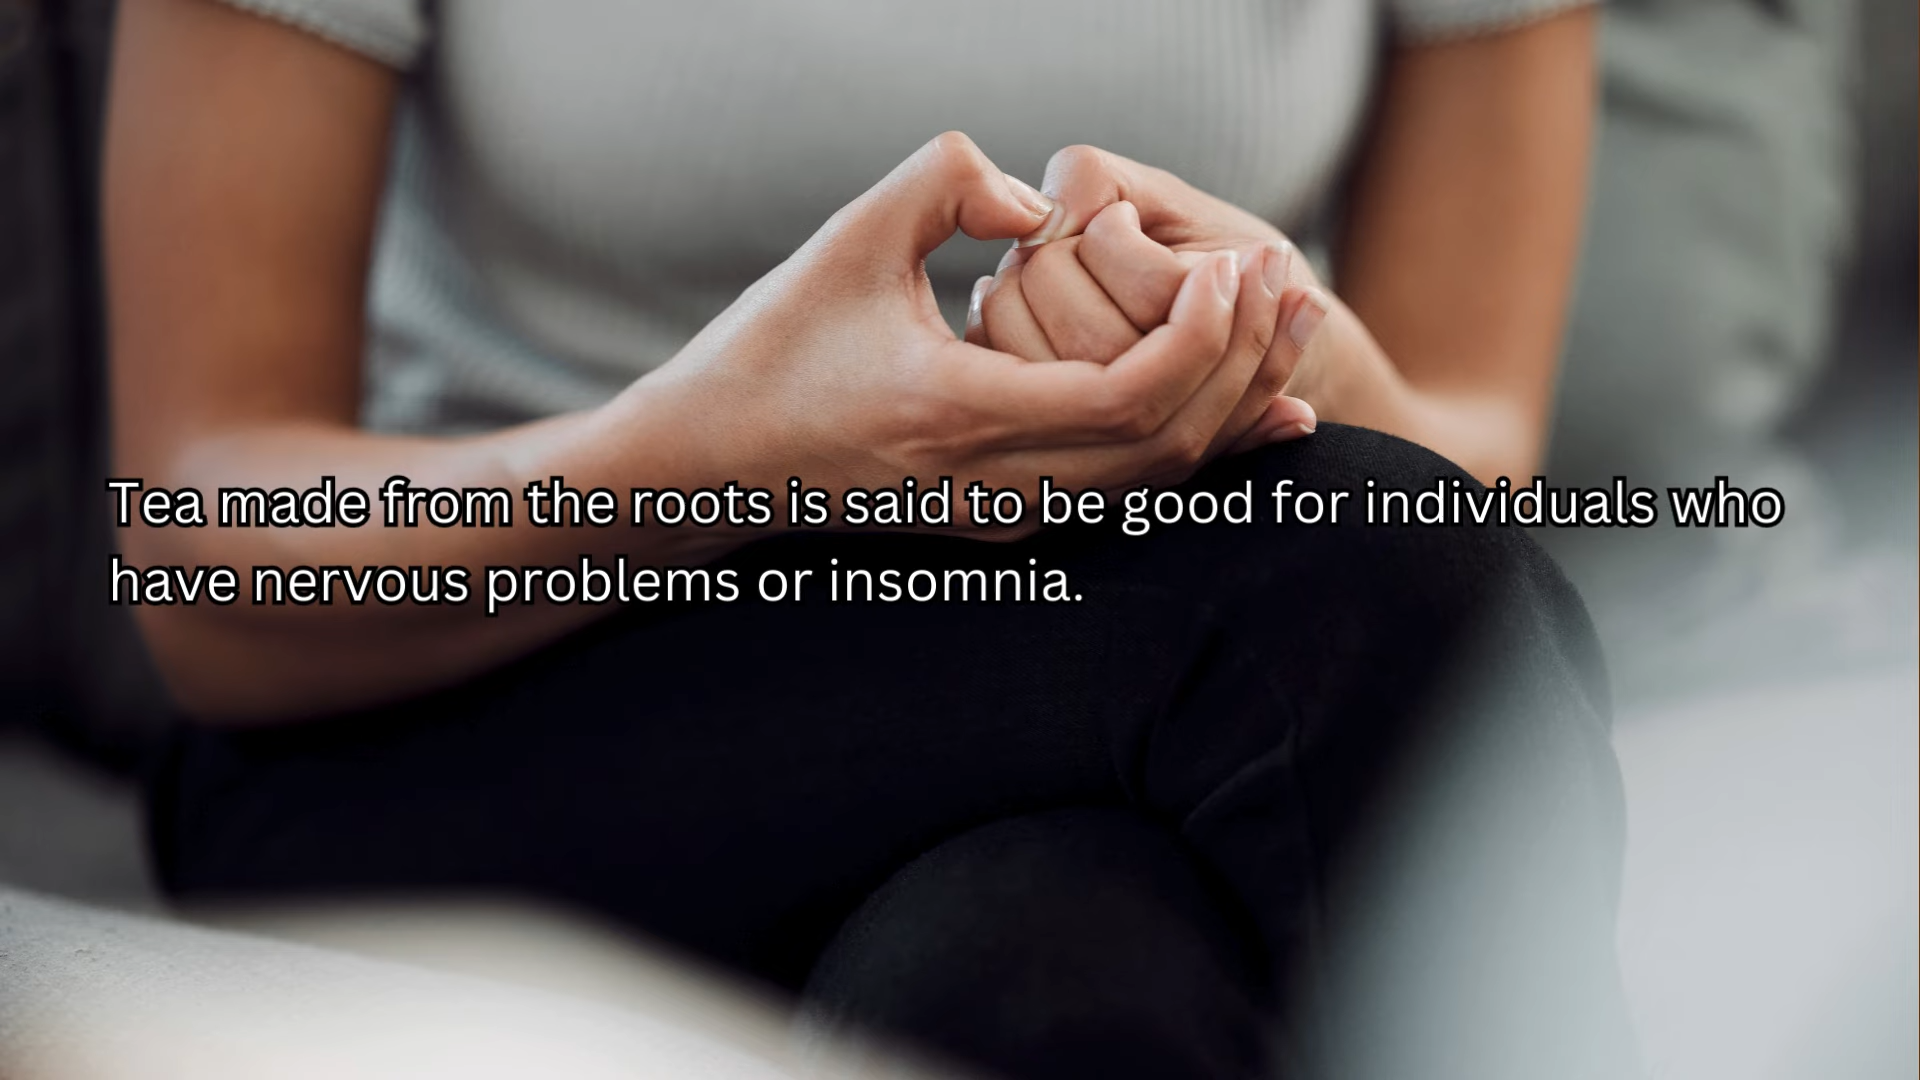 Tea made from the roots is said to be good for individuals who
have nervous problems or insomnia.